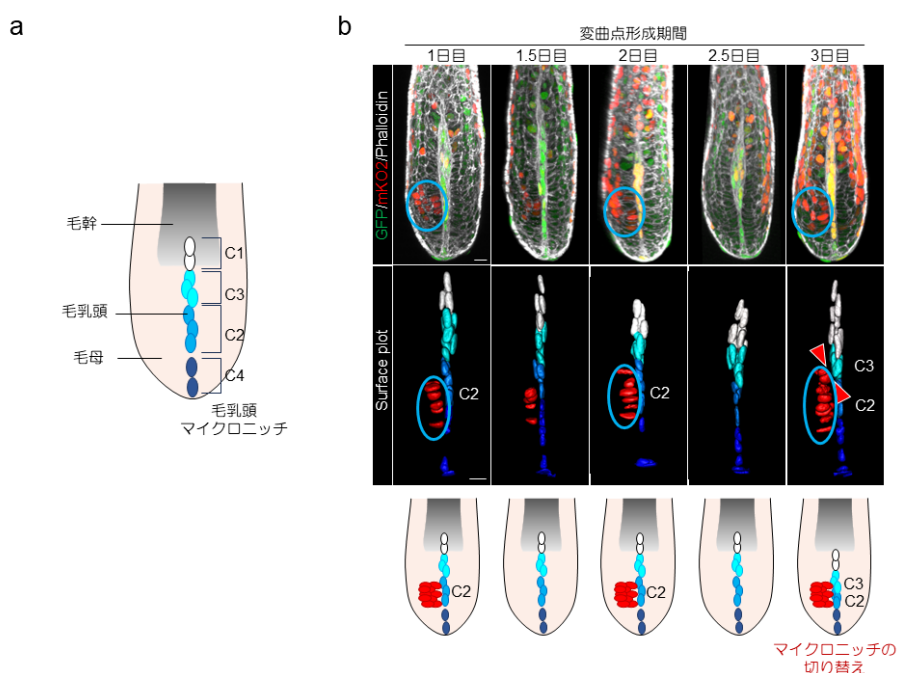 a
毛幹
毛乳頭
毛母
C1
C3
C2
C4
毛乳頭
マイクロニッチ
b
変曲点形成期間
1日目 1.5日目 2日目 2.5日目 3日目
GFP/mKO2/Phalloidin
Surface plot
C2
C2
C3
C2
C2
C2
C3
C2
マイクロニッチの
切り替え